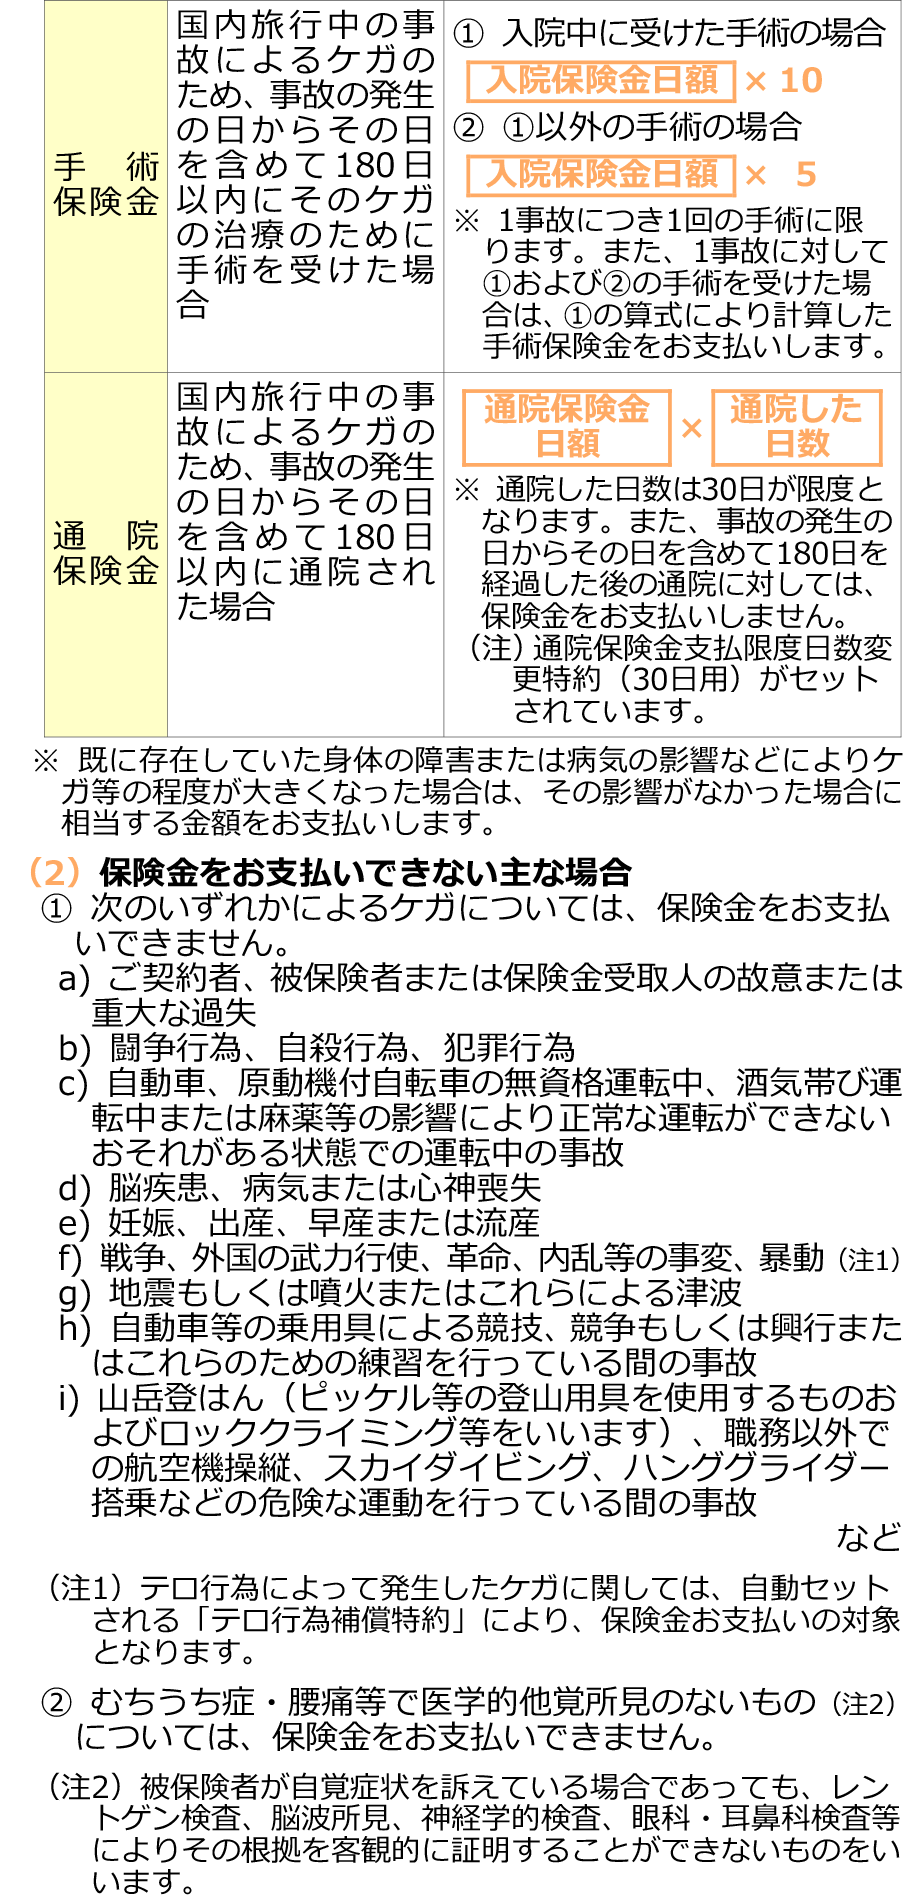 手術
保険金
国内旅行中の事
故によるケガの
ため、事故の発生
の日からその日
を含めて180日
以内にそのケガ
の治療のために
手術を受けた場
合
① 入院中に受けた手術の場合
入院保険金日額 × 10
② ①以外の手術の場合
入院保険金日額 × 5
※ 1事故につき1回の手術に限
ります。また、1事故に対して
①および②の手術を受けた場
合は、①の算式により計算した
手術保険金をお支払いします。
通院
保険金
国内旅行中の事
故によるケガの
ため、事故の発生
の日からその日
を含めて180日
以内に通院され
た場合
通院保険金
日額
×
通院した
日数
※ 通院した日数は30日が限度と
なります。また、事故の発生の
日からその日を含めて180日を
経過した後の通院に対しては、
保険金をお支払いしません。
（注）通院保険金支払限度日数変
更特約（30日用）がセット
されています。
※ 既に存在していた身体の障害または病気の影響などによりケ
ガ等の程度が大きくなった場合は、その影響がなかった場合に
相当する金額をお支払いします。
（2）保険金をお支払いできない主な場合
① 次のいずれかによるケガについては、保険金をお支払
いできません。
a) ご契約者、被保険者または保険金受取人の故意または
重大な過失
b) 闘争行為、自殺行為、犯罪行為
c) 自動車、原動機付自転車の無資格運転中、酒気帯び運
転中または麻薬等の影響により正常な運転ができない
おそれがある状態での運転中の事故
d) 脳疾患、病気または心神喪失
e) 妊娠、出産、早産または流産
f) 戦争、外国の武力行使、革命、内乱等の事変、暴動（注1）
g) 地震もしくは噴火またはこれらによる津波
h) 自動車等の乗用具による競技、競争もしくは興行また
はこれらのための練習を行っている間の事故
i) 山岳登はん（ピッケル等の登山用具を使用するものお
よびロッククライミング等をいいます）、職務以外で
の航空機操縦、スカイダイビング、ハンググライダー
搭乗などの危険な運動を行っている間の事故
など
（注1）テロ行為によって発生したケガに関しては、自動セット
される「テロ行為補償特約」により、保険金お支払いの対象
となります。
② むちうち症・腰痛等で医学的他覚所見のないもの（注2）
については、保険金をお支払いできません。
（注2）被保険者が自覚症状を訴えている場合であっても、レン
トゲン検査、脳波所見、神経学的検査、眼科・耳鼻科検査等
によりその根拠を客観的に証明することができないものをい
います。